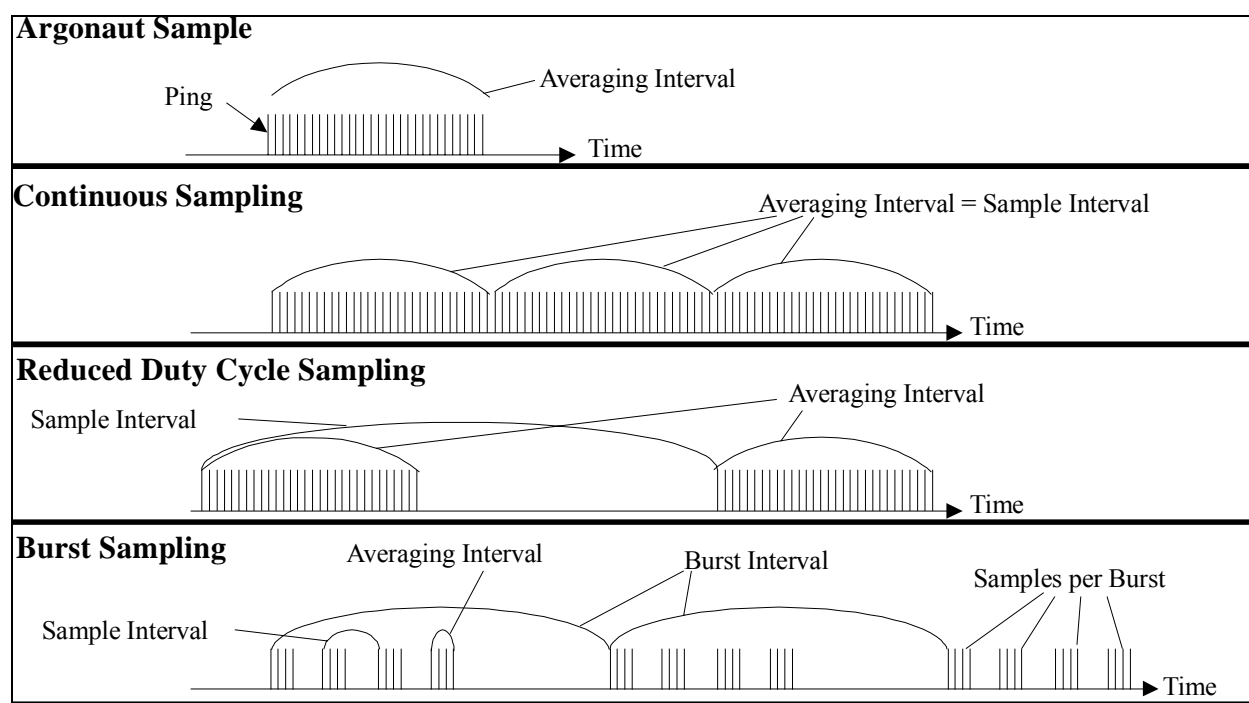 Argonaut Sample
Averaging Interval
Ping
Time
Continuous Sampling
Averaging Interval = Sample Interval
Time
Reduced Duty Cycle Sampling
Averaging Interval
Sample Interval
Time
Burst Sampling
Averaging Interval
Burst Interval
Samples per Burst
Sample Interval
Time